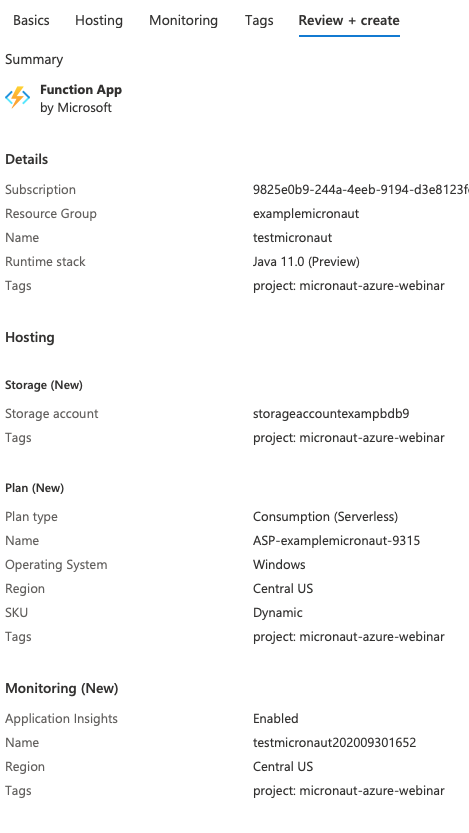 Basics Hosting Monitoring Tags Review + create
Summary
Function App
by Microsoft
Details
Subscription 9825e0b9-244a-4eeb-9194-d3e8123f
Resource Group examplemicronaut
Name testmicronaut
Runtime stack Java 11.0 (Preview)
Tags project: micronaut-azure-webinar
Hosting
Storage (New)
Storage account storageaccountexampbdb9
Tags project: micronaut-azure-webinar
Plan (New)
Plan type Consumption (Serverless)
Name ASP-examplemicronaut-9315
Operating System Windows
Region Central US
SKU Dynamic
Tags project: micronaut-azure-webinar
Monitoring (New)
Application Insights Enabled
Name testmicronaut202009301652
Region Central US
Tags project: micronaut-azure-webinar